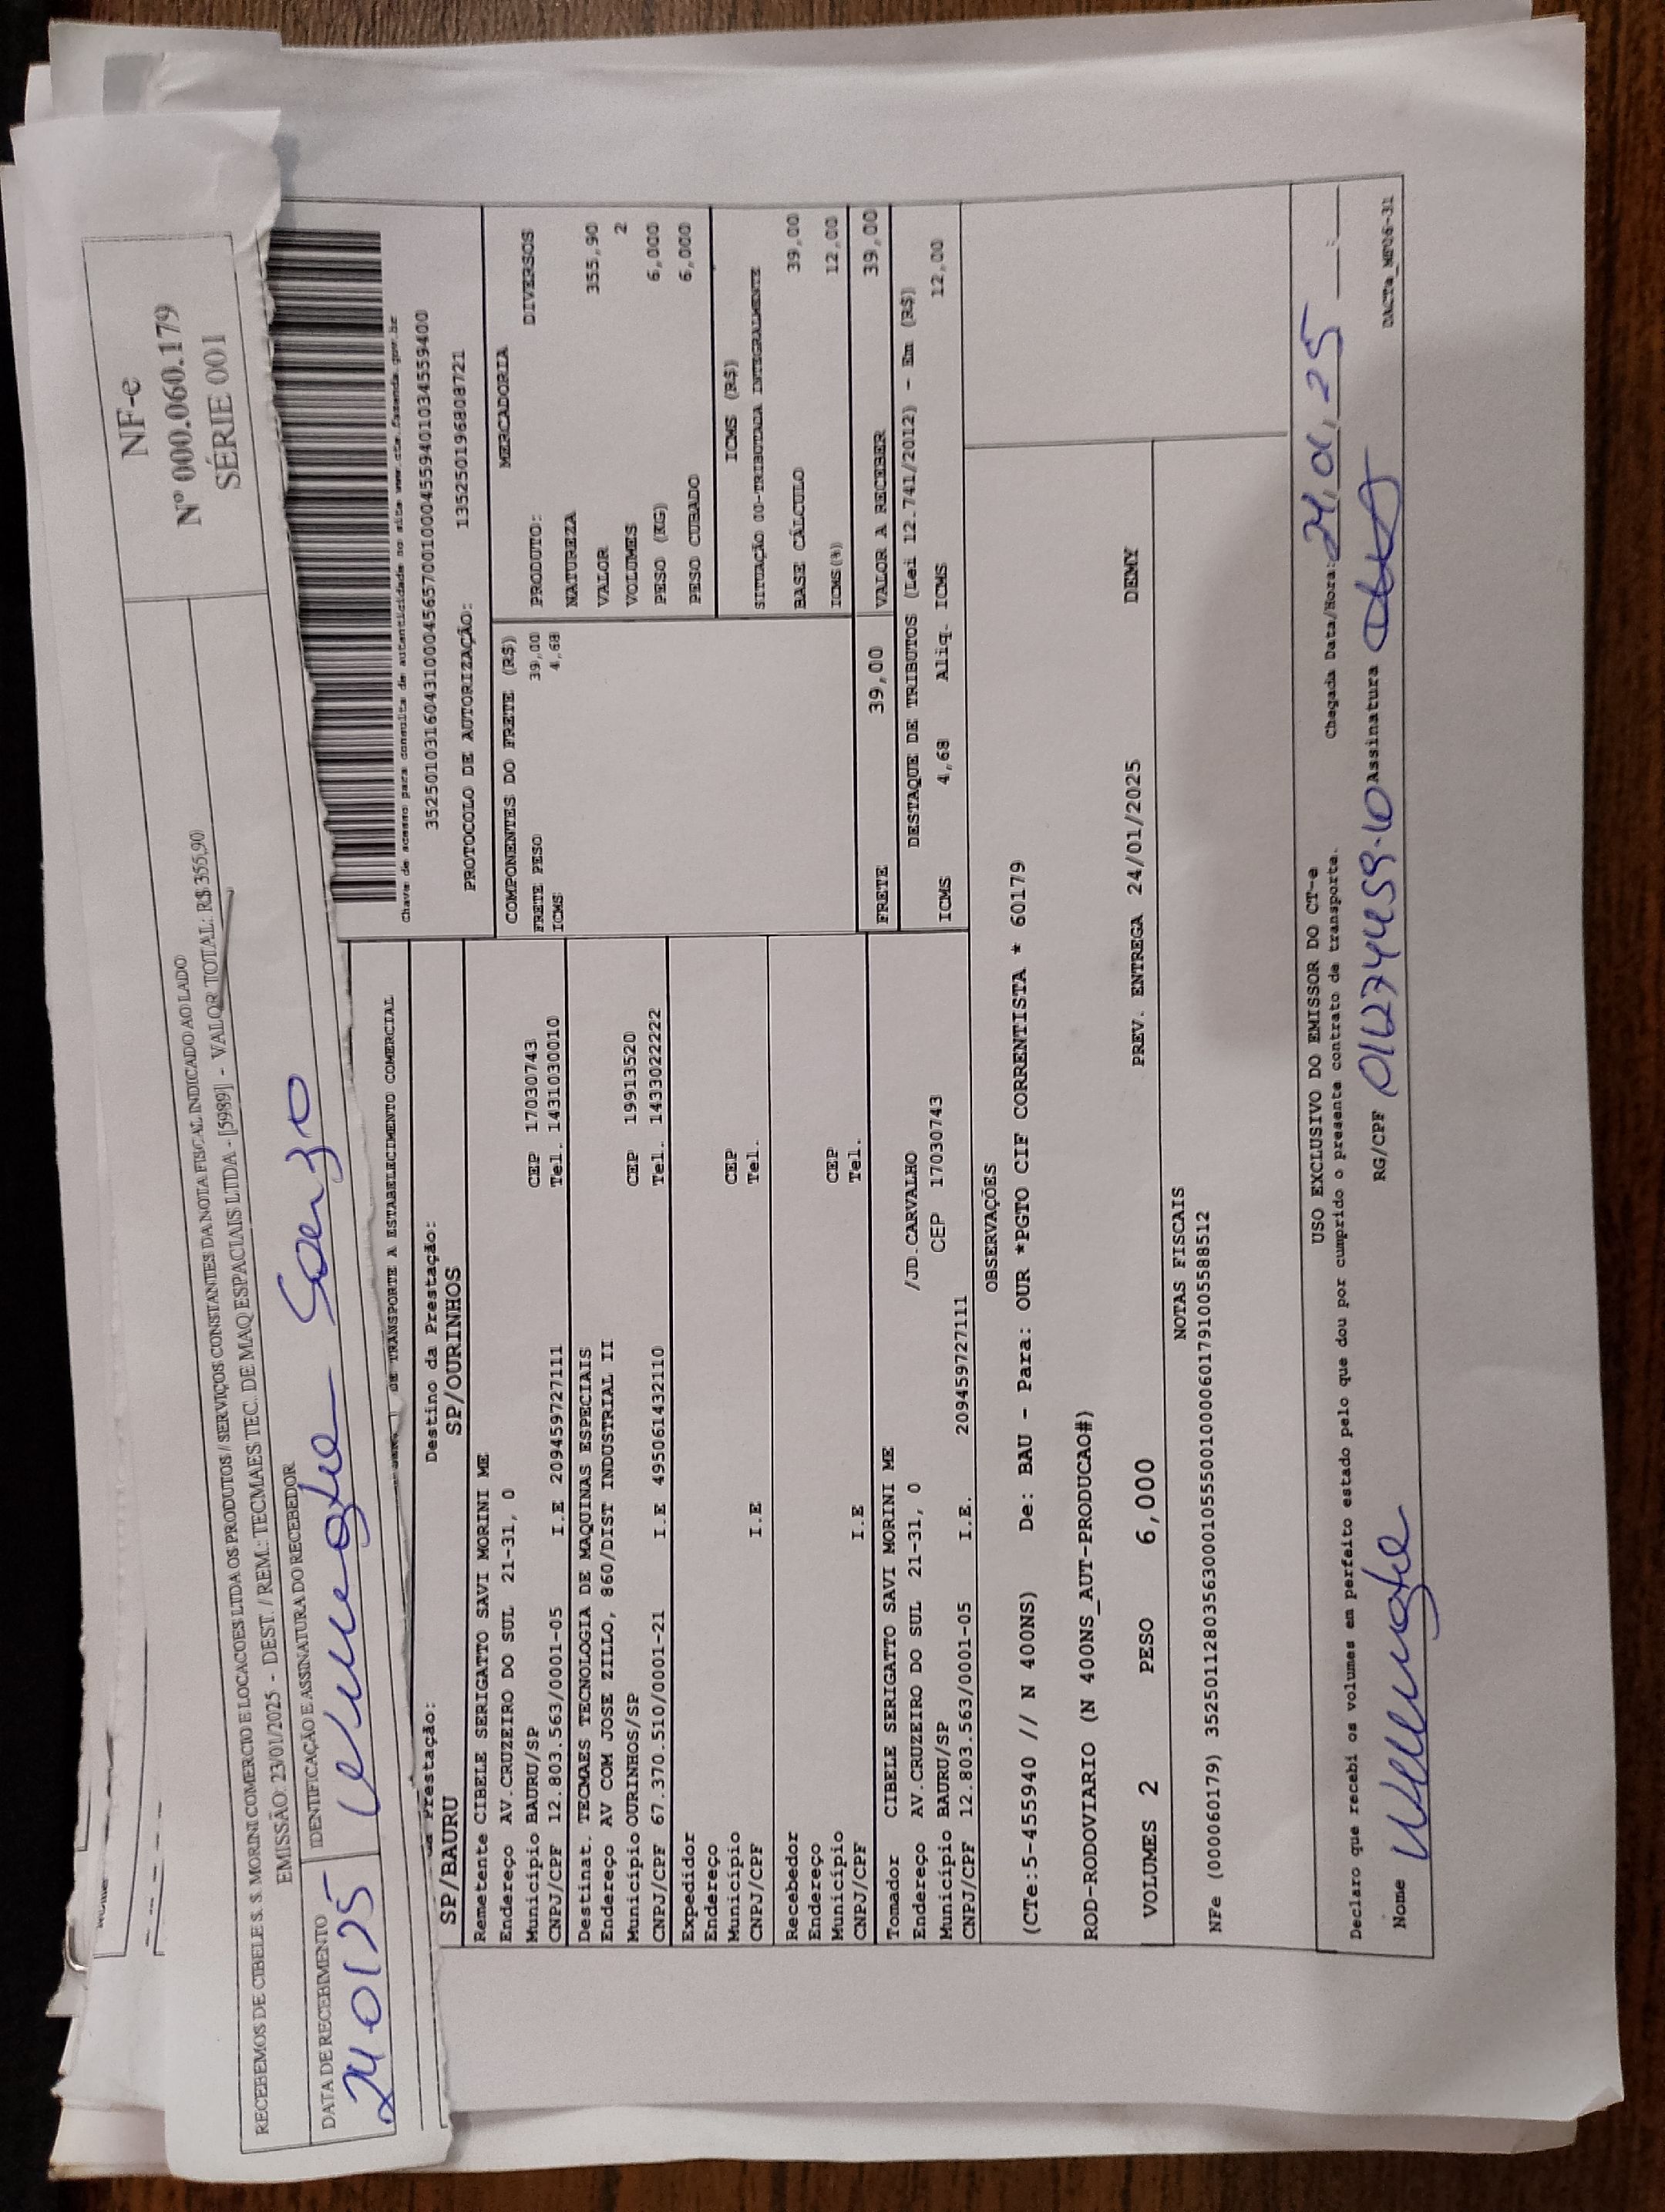 NF-e
Nº 000.060.179
SÉRIE 001
RECEBEMOS DE CIBELE S. S. MORINI COMERCIO E LOCACOES LTDA OS PRODUTOS / SERVIÇOS CONSTANTES DA NOTA FISCAL INDICADO AO LADO
EMISSÃO: 23/01/2025 - DEST. / REM.: TECMAES TEC. DE MAQ ESPACIAIS LTDA - [5989] - VALOR TOTAL: R$ 355,90
DATA DE RECEBIMENTO
IDENTIFICAÇÃO E ASSINATURA DO RECEBEDOR
24 01 25
Chave de acesso para consulta de autenticidade no site www.cte.fazenda.gov.br
35250103160431000456570010004559401034559400
PROTOCOLO DE AUTORIZAÇÃO: 135250196808721
DE TRANSPORTE A ESTABELECIMENTO COMERCIAL
Prestação:
SP/BAURU
Destino da Prestação:
SP/OURINHOS
Remetente CIBELE SERIGATTO SAVI MORINI ME
Endereço AV.CRUZEIRO DO SUL 21-31, 0
Município BAURU/SP CEP 17030743
CNPJ/CPF 12.803.563/0001-05 I.E 209459727111 Tel. 1431030010
Destinat. TECMAES TECNOLOGIA DE MAQUINAS ESPECIAIS
Endereço AV COM JOSE ZILLO, 860/DIST INDUSTRIAL II
Município OURINHOS/SP CEP 19913520
CNPJ/CPF 67.370.510/0001-21 I.E 495061432110 Tel. 1433022222
Expedidor
Endereço
Município CEP
CNPJ/CPF I.E Tel.
Recebedor
Endereço
Município CEP
CNPJ/CPF I.E Tel.
Tomador CIBELE SERIGATTO SAVI MORINI ME
Endereço AV.CRUZEIRO DO SUL 21-31, 0 /JD.CARVALHO
Município BAURU/SP CEP 17030743
CNPJ/CPF 12.803.563/0001-05 I.E. 209459727111
COMPONENTES DO FRETE (R$)
FRETE PESO 39,00
ICMS 4,68
MERCADORIA
PRODUTO: DIVERSOS
NATUREZA
VALOR 355,90
VOLUMES 2
PESO (KG) 6,000
PESO CUBADO 6,000
ICMS (R$)
SITUAÇÃO 00-TRIBUTADA INTEGRALMENTE
BASE CÁLCULO 39,00
ICMS(%) 12,00
FRETE 39,00 VALOR A RECEBER 39,00
DESTAQUE DE TRIBUTOS (Lei 12.741/2012) - Em (R$)
ICMS 4,68 Aliq. ICMS 12,00
OBSERVAÇÕES
(CTe:5-455940 // N 400NS) De: BAU - Para: OUR *PGTO CIF CORRENTISTA * 60179
ROD-RODOVIARIO (N 400NS_AUT-PRODUCAO#)
VOLUMES 2 PESO 6,000 PREV. ENTREGA 24/01/2025 DEMY
NOTAS FISCAIS
NFe (000060179) 35250112803563000105550010000601791005588512
USO EXCLUSIVO DO EMISSOR DO CT-e
Declaro que recebi os volumes em perfeito estado pelo que dou por cumprido o presente contrato de transporte.
Chegada Data/Hora: 24, 01, 25
Nome
RG/CPF
Assinatura
DACTe_MF06-31